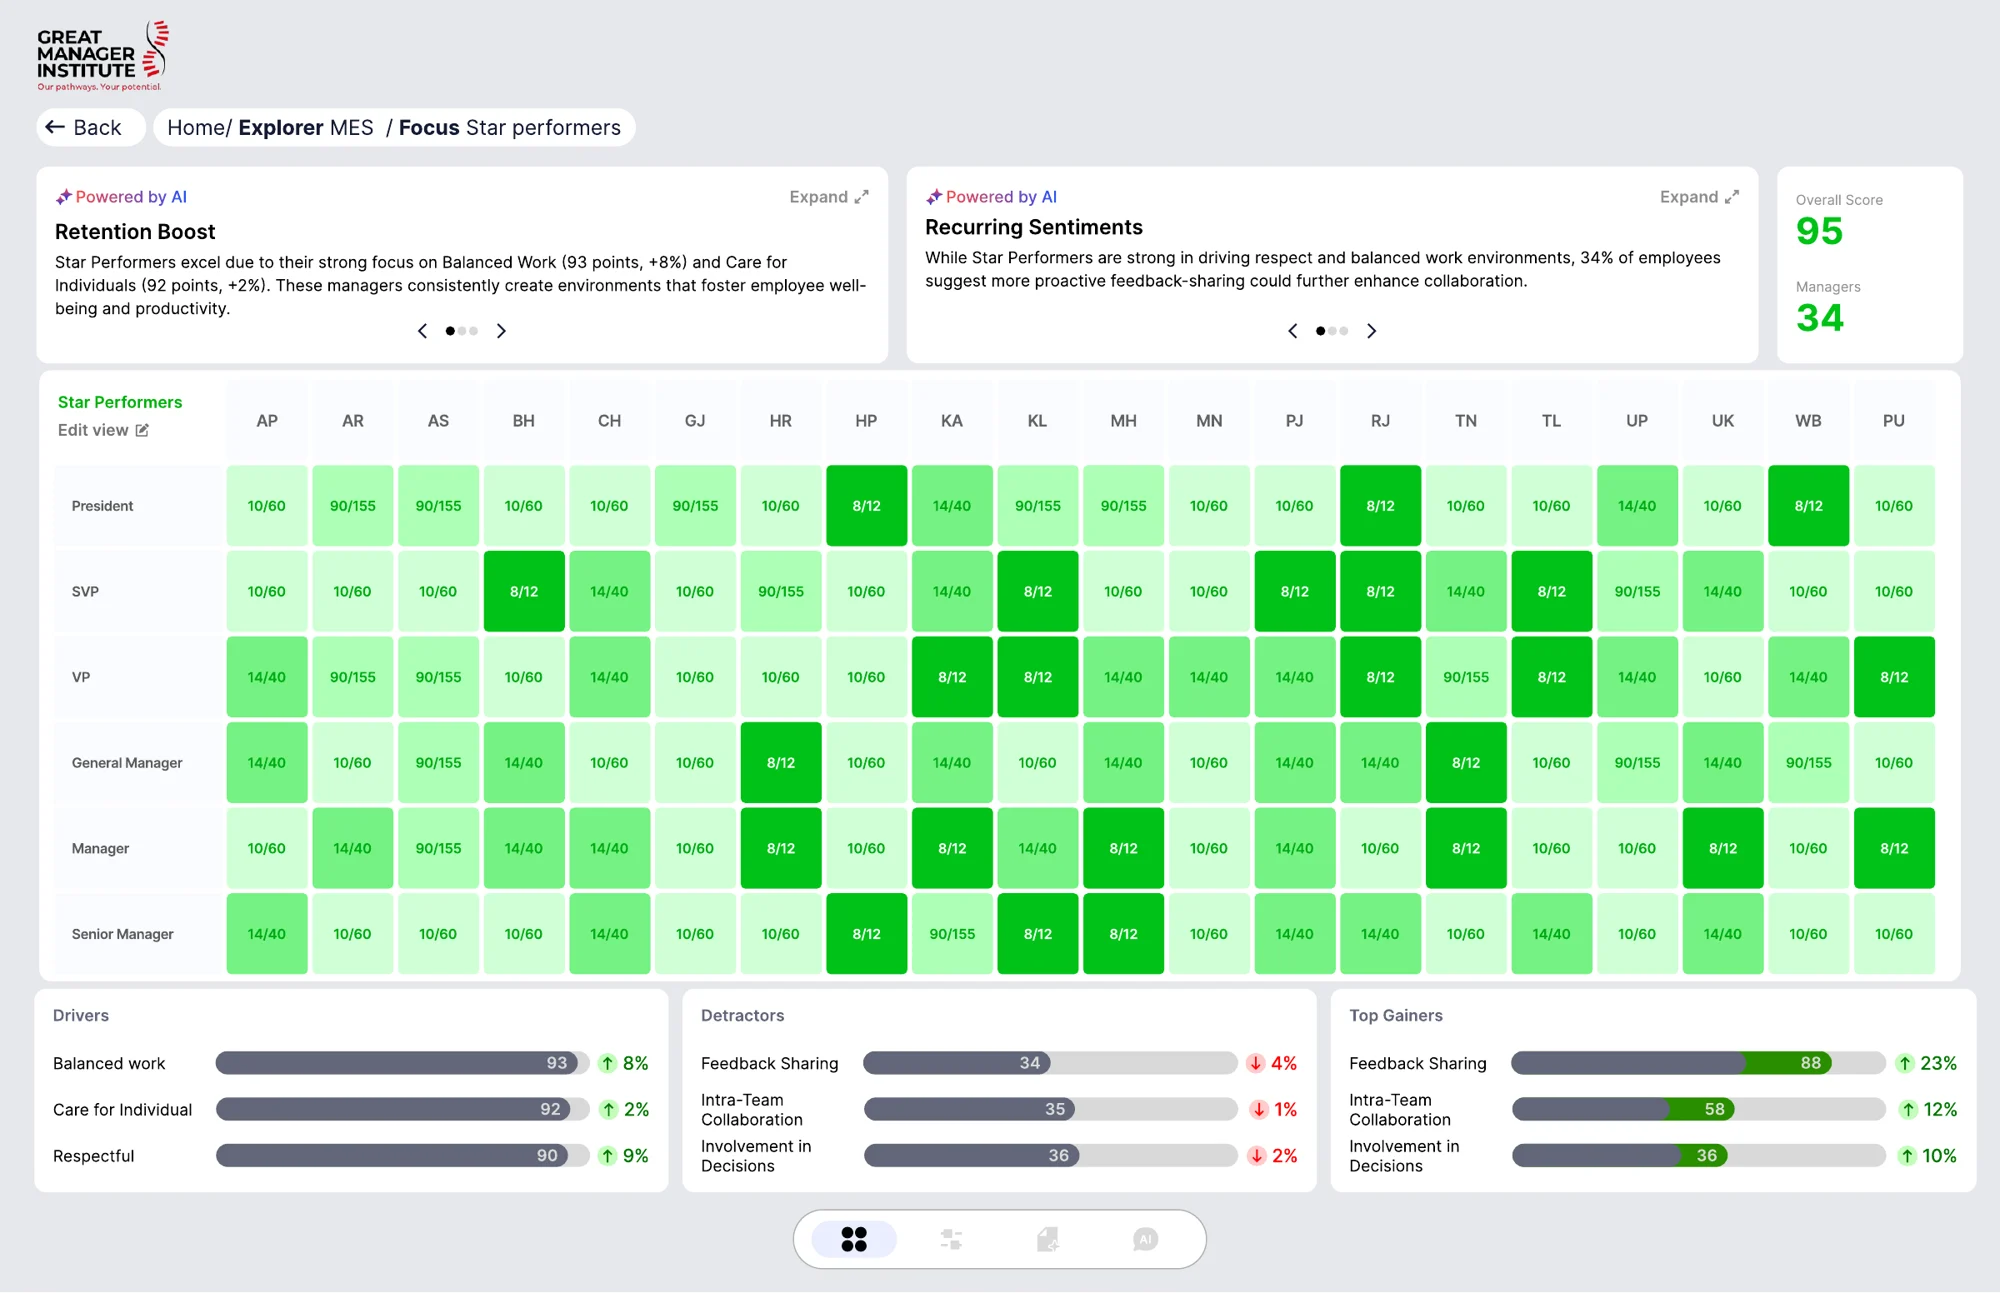 GREAT
MANAGER
INSTITUTE
Our pathways. Your potential.
Back
Home/ Explorer MES / Focus Star performers
Powered by AI
Expand
Retention Boost
Star Performers excel due to their strong focus on Balanced Work (93 points, +8%) and Care for
Individuals (92 points, +2%). These managers consistently create environments that foster employee well-
being and productivity.
Powered by AI
Expand
Recurring Sentiments
While Star Performers are strong in driving respect and balanced work environments, 34% of employees
suggest more proactive feedback-sharing could further enhance collaboration.
Overall Score
95
Managers
34
Star Performers
Edit view
AP AR AS BH CH GJ HR HP KA KL MH MN PJ RJ TN TL UP UK WB PU
President 10/60 90/155 90/155 10/60 10/60 90/155 10/60 8/12 14/40 90/155 90/155 10/60 10/60 8/12 10/60 10/60 14/40 10/60 8/12 10/60
SVP 10/60 10/60 10/60 8/12 14/40 10/60 90/155 10/60 14/40 8/12 10/60 10/60 8/12 8/12 14/40 8/12 90/155 14/40 10/60 10/60
VP 14/40 90/155 90/155 10/60 14/40 10/60 10/60 10/60 8/12 8/12 14/40 14/40 14/40 8/12 90/155 8/12 14/40 10/60 14/40 8/12
General Manager 14/40 10/60 90/155 14/40 10/60 10/60 8/12 10/60 14/40 10/60 14/40 10/60 14/40 14/40 8/12 10/60 90/155 14/40 90/155 10/60
Manager 10/60 14/40 90/155 14/40 14/40 10/60 8/12 10/60 8/12 14/40 8/12 10/60 14/40 10/60 8/12 10/60 10/60 8/12 10/60 8/12
Senior Manager 14/40 10/60 10/60 10/60 14/40 10/60 10/60 8/12 90/155 8/12 8/12 10/60 14/40 14/40 10/60 14/40 10/60 14/40 10/60 10/60
Drivers
Balanced work 93 8%
Care for Individual 92 2%
Respectful 90 9%
Detractors
Feedback Sharing 34 4%
Intra-Team
Collaboration 35 1%
Involvement in
Decisions 36 2%
Top Gainers
Feedback Sharing 88 23%
Intra-Team
Collaboration 58 12%
Involvement in
Decisions 36 10%
AI